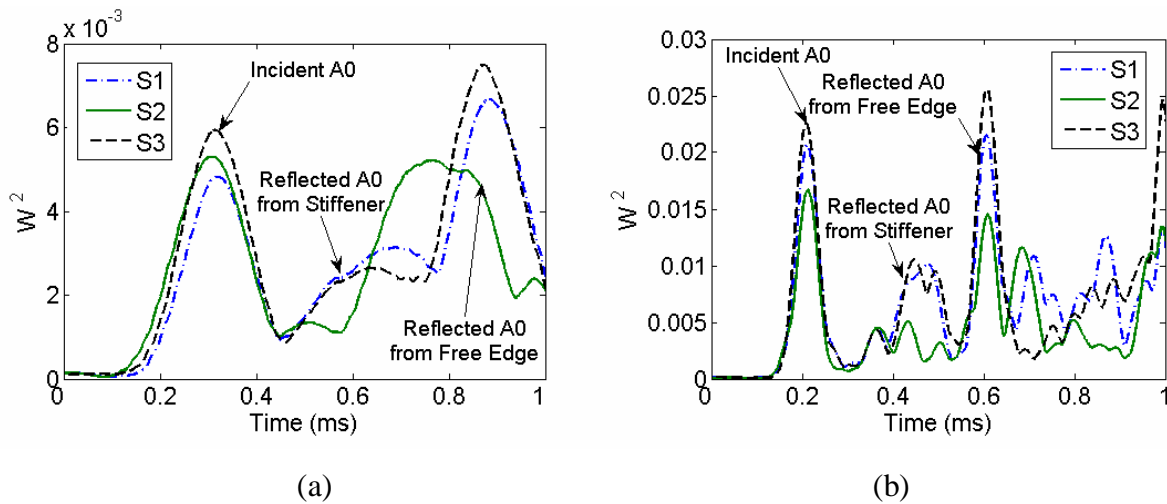 x 10⁻³
8
6
4
2
0
W²
S1
S2
S3
Incident A0
Reflected A0
from Stiffener
Reflected A0
from Free Edge
0 0.2 0.4 0.6 0.8 1
Time (ms)
(a)
0.03
0.025
0.02
0.015
0.01
0.005
0
W²
Incident A0
Reflected A0
from Free Edge
Reflected A0
from Stiffener
S1
S2
S3
0 0.2 0.4 0.6 0.8 1
Time (ms)
(b)